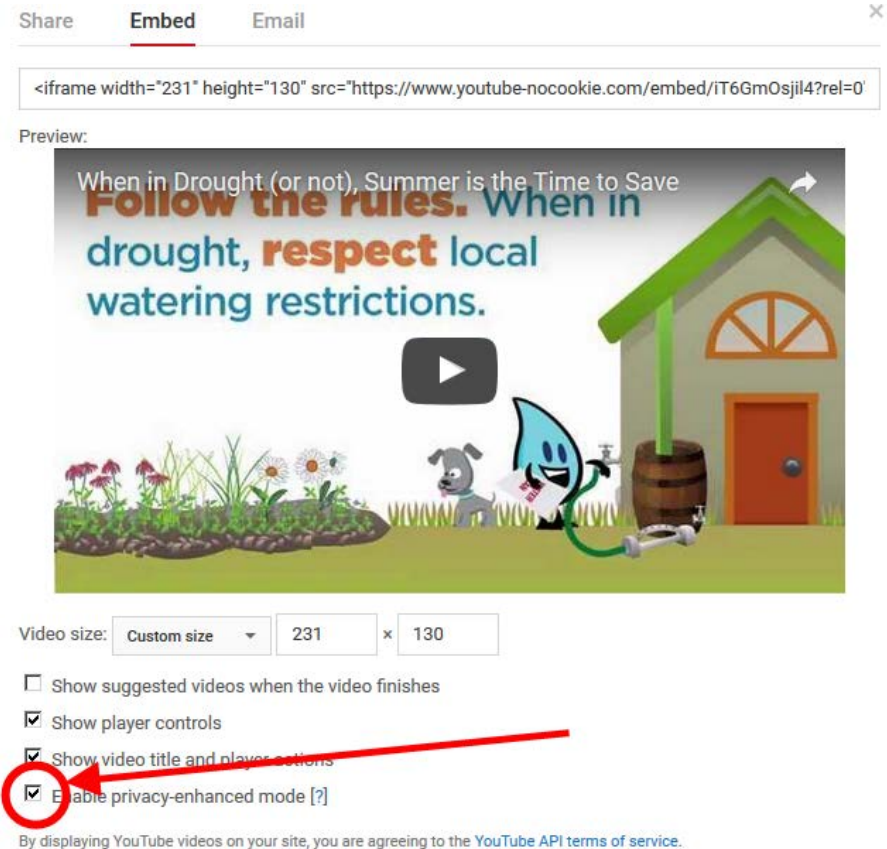 Share Embed Email ×
<iframe width="231" height="130" src="https://www.youtube-nocookie.com/embed/iT6GmOsjil4?rel=0
Preview:
When in Drought (or not), Summer is the Time to Save
Follow the rules. When in
drought, respect local
watering restrictions.
Video size: Custom size 231 × 130
Show suggested videos when the video finishes
Show player controls
Show video title and player actions
Enable privacy-enhanced mode [?]
By displaying YouTube videos on your site, you are agreeing to the YouTube API terms of service.